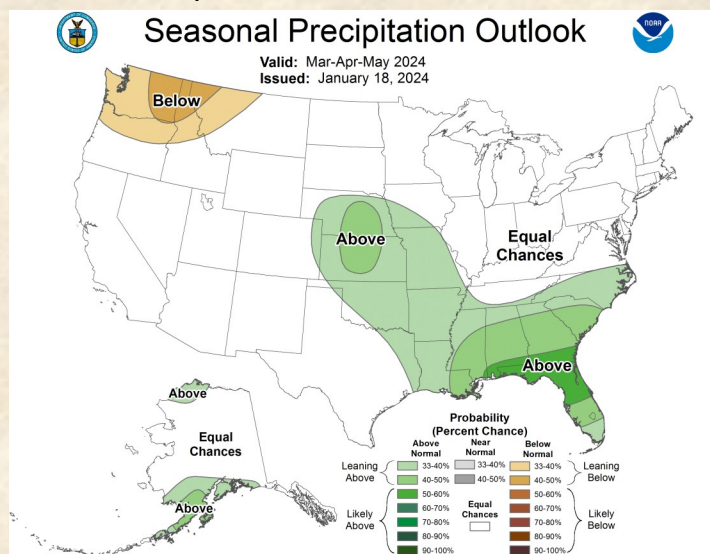 Seasonal Precipitation Outlook
NOAA
Valid: Mar-Apr-May 2024
Issued: January 18, 2024
Below
Above
Equal
Chances
Above
Above
Equal
Chances
Above
Probability
(Percent Chance)
Above Normal Near Normal Below Normal
Leaning Above 33-40% 33-40% 33-40% Leaning Below
40-50% 40-50% 40-50%
Likely Above 50-60% Equal Chances 50-60% Likely Below
60-70% 60-70%
70-80% 70-80%
80-90% 80-90%
90-100% 90-100%